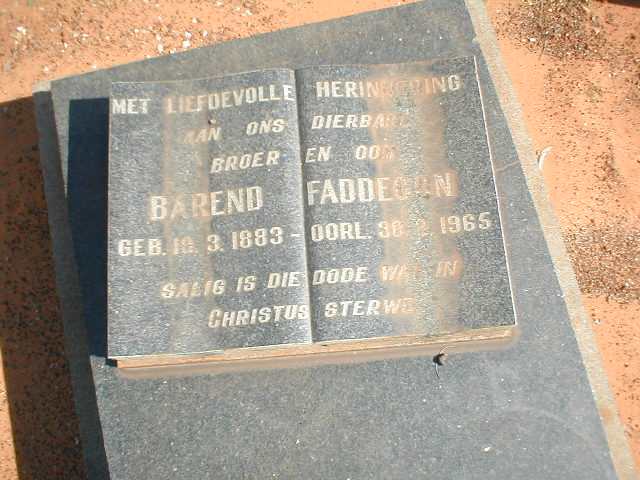 MET LIEFDEVOLLE HERINNERING
AAN ONS DIERBARE
BROER EN OOM
BAREND FADDEGON
GEB. 19. 3. 1883 - OORL. 1965
SALIG IS DIE DODE WAT IN
CHRISTUS STERWE